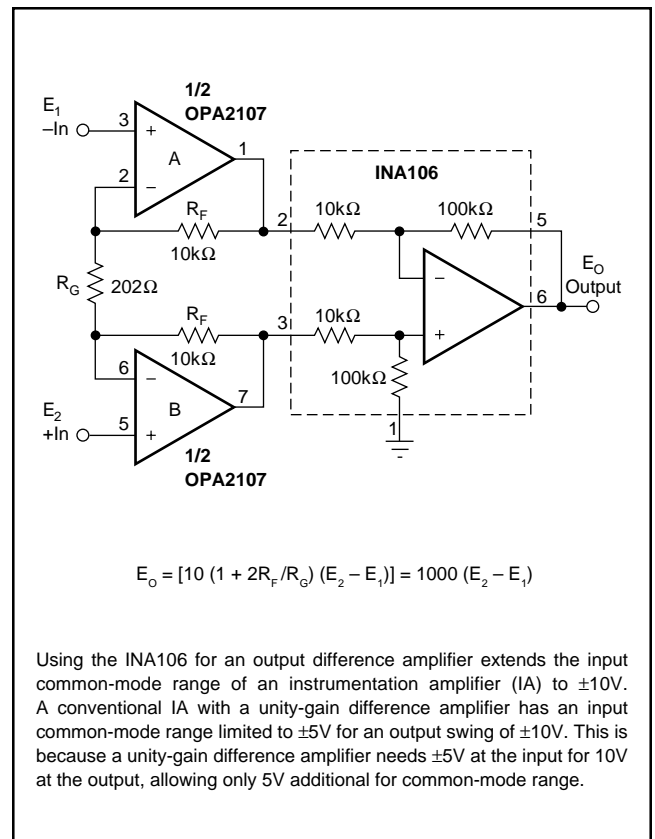 1/2
OPA2107
E1
–In
3
+
A
1
2
–
INA106
RF
10kΩ
2
10kΩ
100kΩ
5
RG
202Ω
–
6
EO
Output
RF
10kΩ
3
10kΩ
+
6
–
100kΩ
B
7
E2
+In
5
+
1
1/2
OPA2107
EO = [10 (1 + 2RF/RG) (E2 – E1)] = 1000 (E2 – E1)
Using the INA106 for an output difference amplifier extends the input
common-mode range of an instrumentation amplifier (IA) to ±10V.
A conventional IA with a unity-gain difference amplifier has an input
common-mode range limited to ±5V for an output swing of ±10V. This is
because a unity-gain difference amplifier needs ±5V at the input for 10V
at the output, allowing only 5V additional for common-mode range.